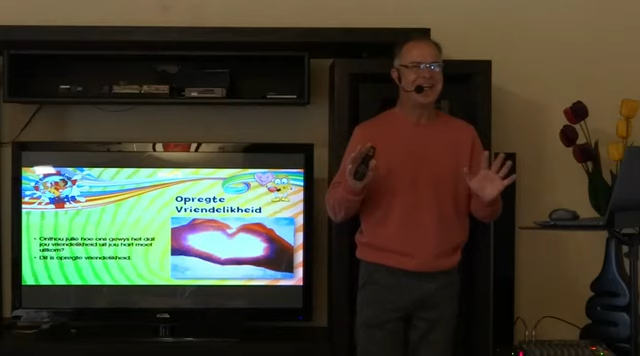 Opregte
Vriendelikheid
• Onthou julle hoe ons gewys het dat
jou vriendelikheid uit jou hart moet
uitkom?
• Dit is opregte vriendelikheid.